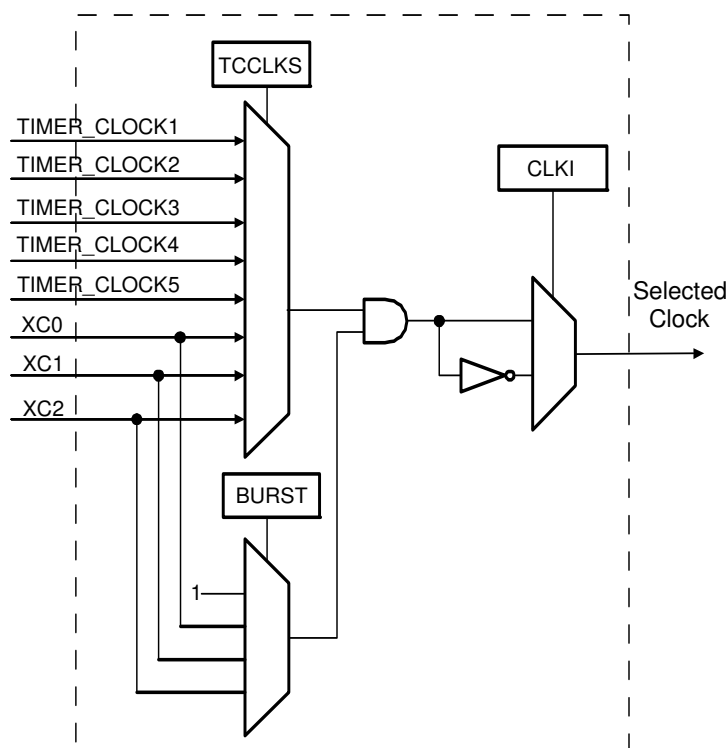 TCCLKS
TIMER_CLOCK1
TIMER_CLOCK2
TIMER_CLOCK3
TIMER_CLOCK4
TIMER_CLOCK5
XC0
XC1
XC2
CLKI
Selected
Clock
BURST
1